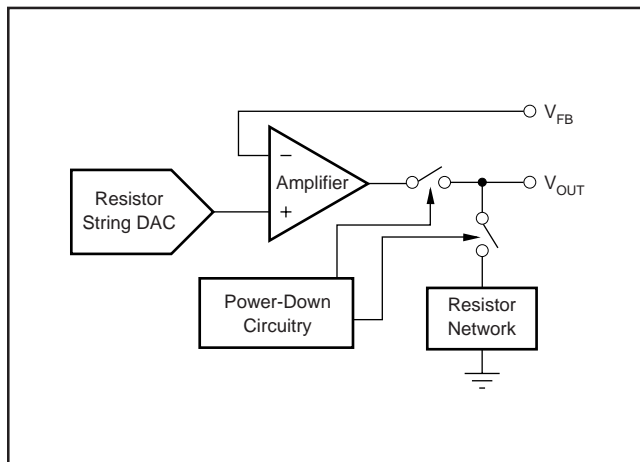 V_FB
−
Amplifier
V_OUT
Resistor
String DAC
+
Power-Down
Circuitry
Resistor
Network